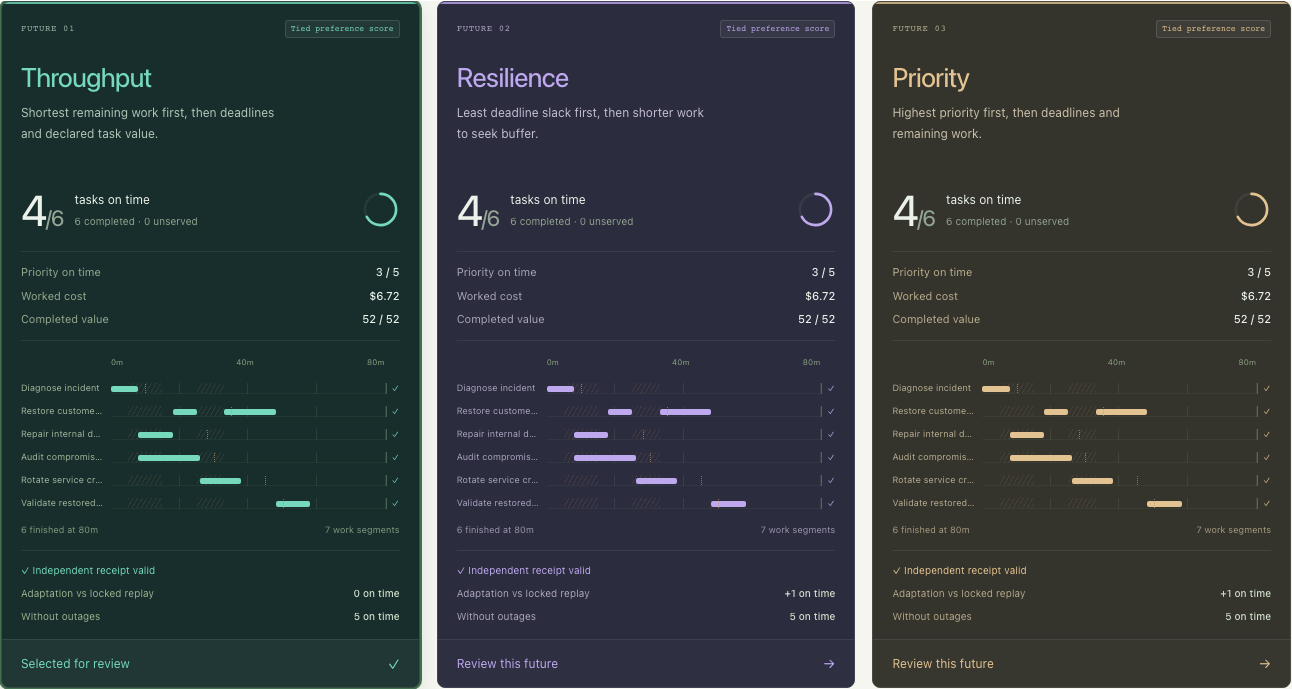 FUTURE 01
Tied preference score
Throughput
Shortest remaining work first, then deadlines
and declared task value.
4/6
tasks on time
6 completed · 0 unserved
Priority on time 3 / 5
Worked cost $6.72
Completed value 52 / 52
0m 40m 80m
Diagnose incident ✓
Restore custome... ✓
Repair internal d... ✓
Audit compromis... ✓
Rotate service cr... ✓
Validate restored... ✓
6 finished at 80m 7 work segments
✓ Independent receipt valid
Adaptation vs locked replay 0 on time
Without outages 5 on time
Selected for review ✓
FUTURE 02
Tied preference score
Resilience
Least deadline slack first, then shorter work
to seek buffer.
4/6
tasks on time
6 completed · 0 unserved
Priority on time 3 / 5
Worked cost $6.72
Completed value 52 / 52
0m 40m 80m
Diagnose incident ✓
Restore custome... ✓
Repair internal d... ✓
Audit compromis... ✓
Rotate service cr... ✓
Validate restored... ✓
6 finished at 80m 7 work segments
✓ Independent receipt valid
Adaptation vs locked replay +1 on time
Without outages 5 on time
Review this future →
FUTURE 03
Tied preference score
Priority
Highest priority first, then deadlines and
remaining work.
4/6
tasks on time
6 completed · 0 unserved
Priority on time 3 / 5
Worked cost $6.72
Completed value 52 / 52
0m 40m 80m
Diagnose incident ✓
Restore custome... ✓
Repair internal d... ✓
Audit compromis... ✓
Rotate service cr... ✓
Validate restored... ✓
6 finished at 80m 7 work segments
✓ Independent receipt valid
Adaptation vs locked replay +1 on time
Without outages 5 on time
Review this future →